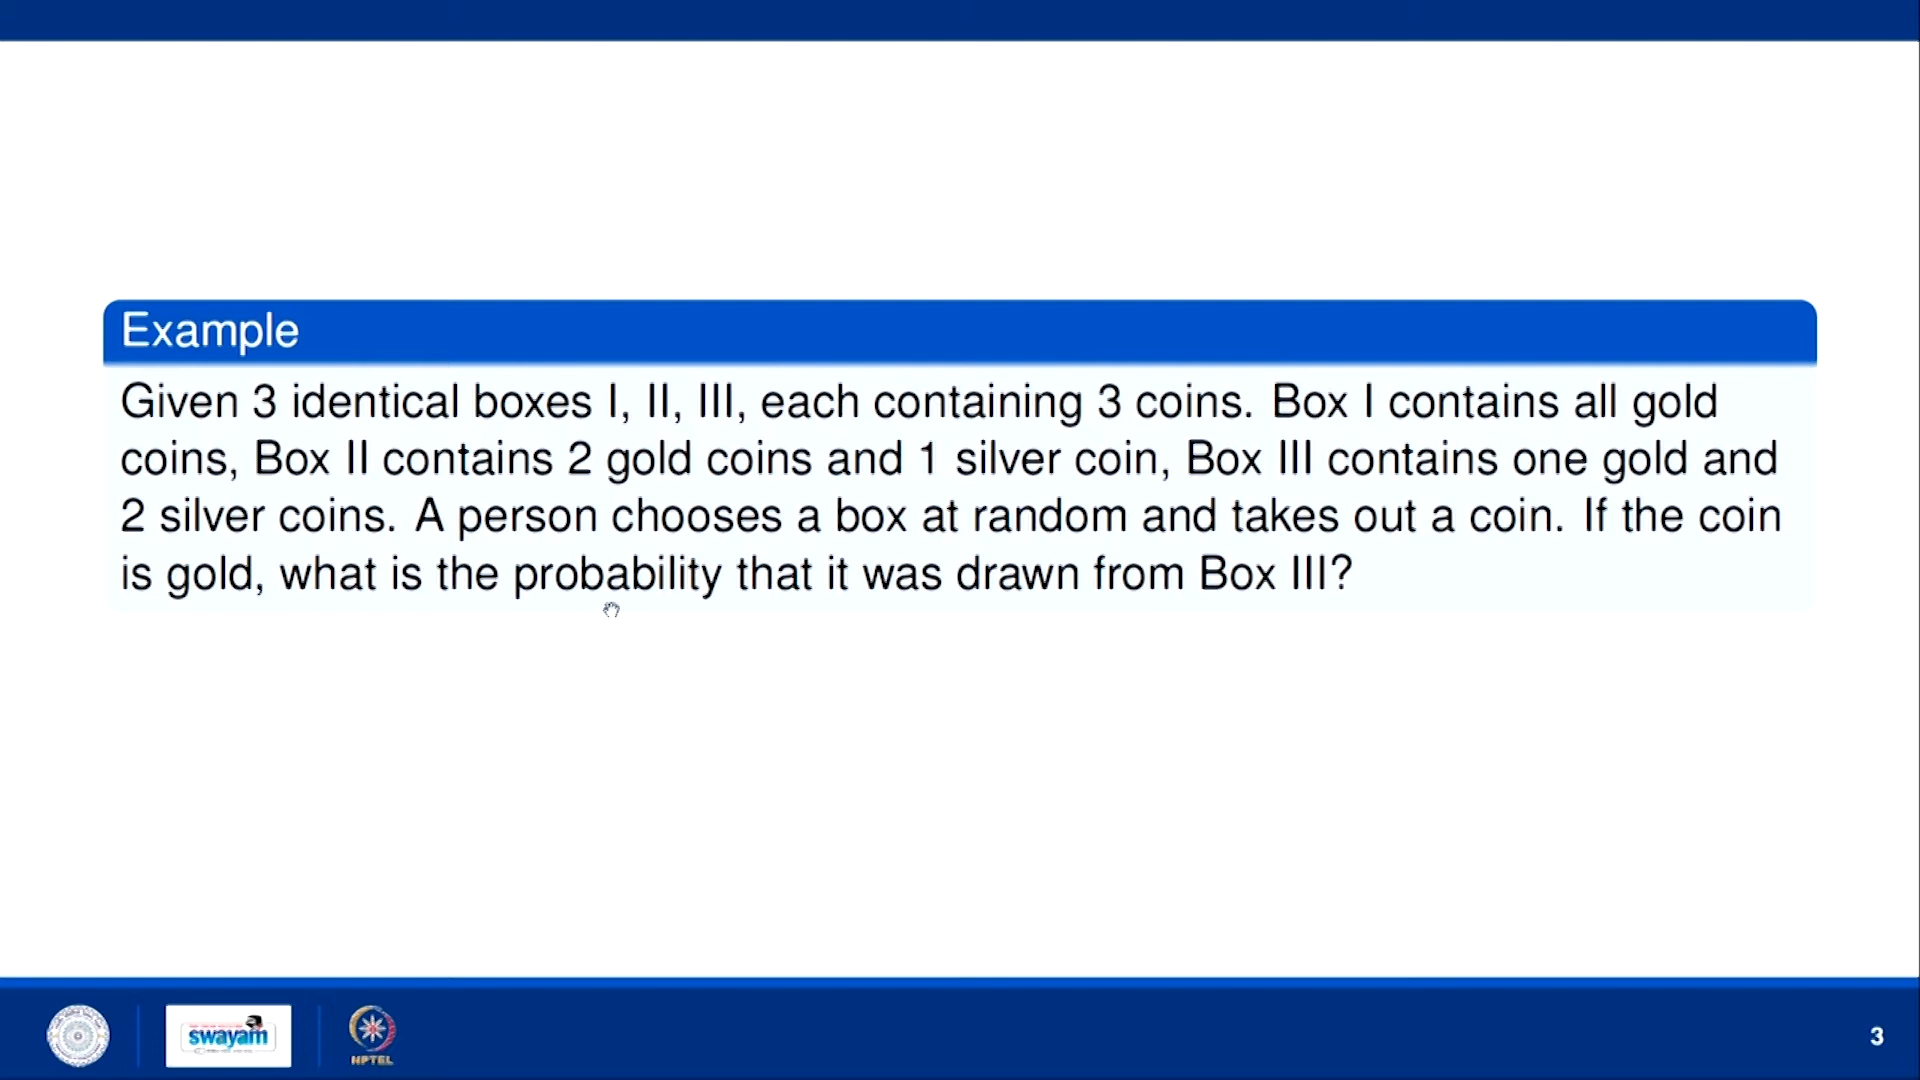 Example
Given 3 identical boxes I, II, III, each containing 3 coins. Box I contains all gold
coins, Box II contains 2 gold coins and 1 silver coin, Box III contains one gold and
2 silver coins. A person chooses a box at random and takes out a coin. If the coin
is gold, what is the probability that it was drawn from Box III?
swayam
NPTEL
3